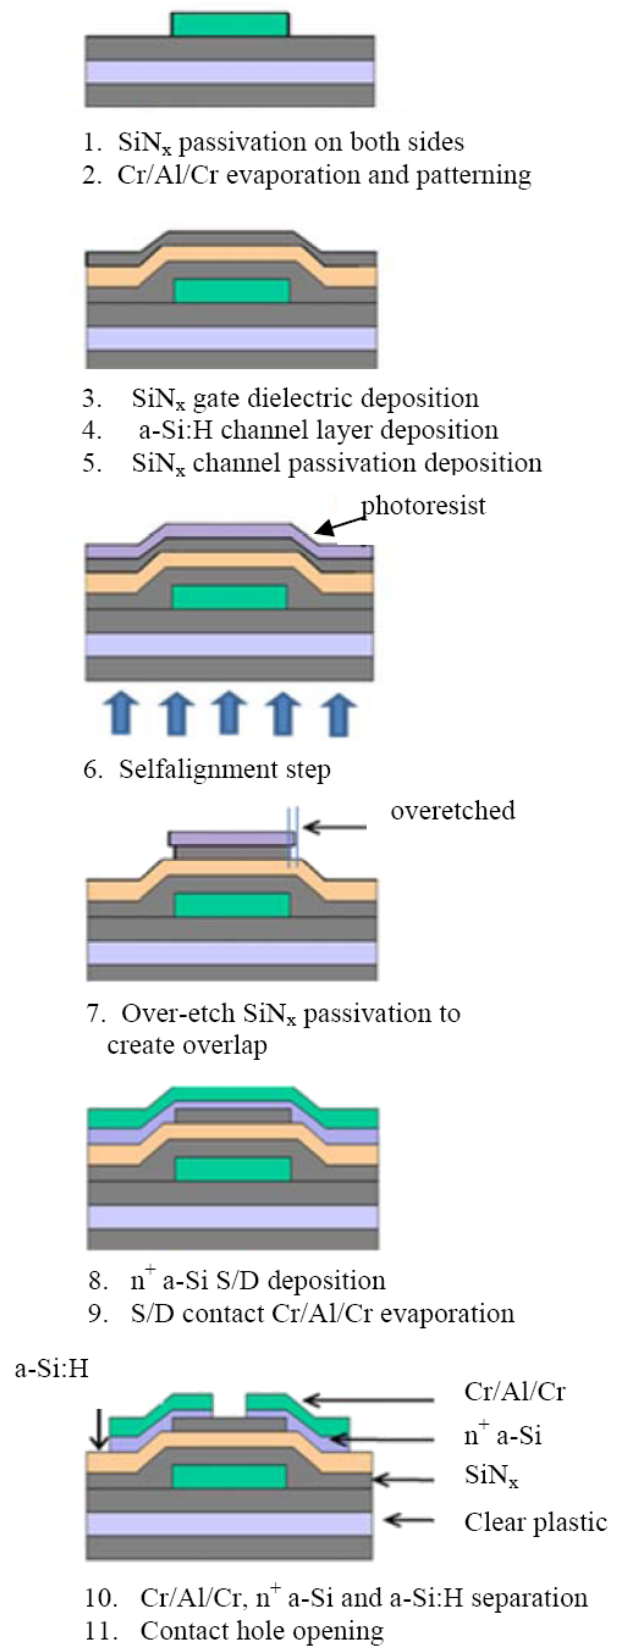 1. SiNx passivation on both sides
2. Cr/Al/Cr evaporation and patterning
3. SiNx gate dielectric deposition
4. a-Si:H channel layer deposition
5. SiNx channel passivation deposition
photoresist
6. Selfalignment step
overetched
7. Over-etch SiNx passivation to
create overlap
8. n+ a-Si S/D deposition
9. S/D contact Cr/Al/Cr evaporation
a-Si:H
Cr/Al/Cr
n+ a-Si
SiNx
Clear plastic
10. Cr/Al/Cr, n+ a-Si and a-Si:H separation
11. Contact hole opening